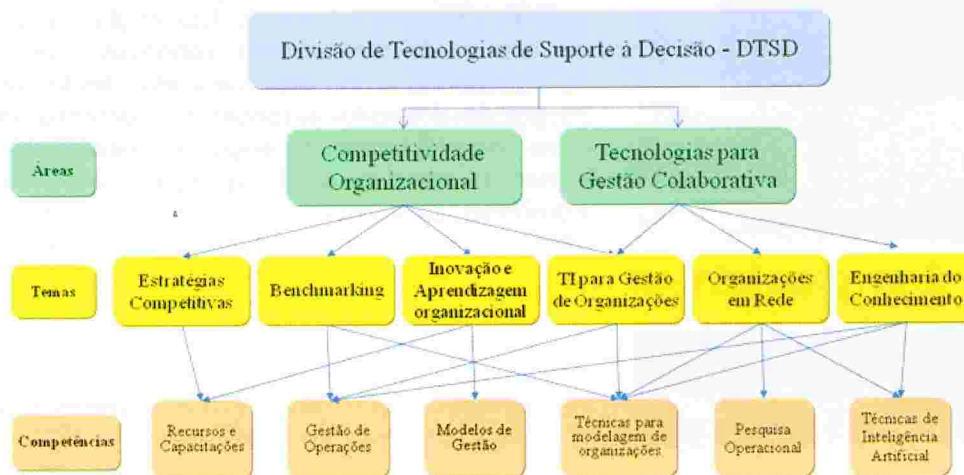 Divisão de Tecnologias de Suporte à Decisão - DTSD
Áreas
Competitividade
Organizacional
Tecnologias para
Gestão Colaborativa
Temas
Estratégias
Competitivas
Benchmarking
Inovação e
Aprendizagem
organizacional
TI para Gestão
de Organizações
Organizações
em Rede
Engenharia do
Conhecimento
Competências
Recursos e
Capacitações
Gestão de
Operações
Modelos de
Gestão
Técnicas para
modelagem de
organizações
Pesquisa
Operacional
Técnicas de
Inteligência
Artificial